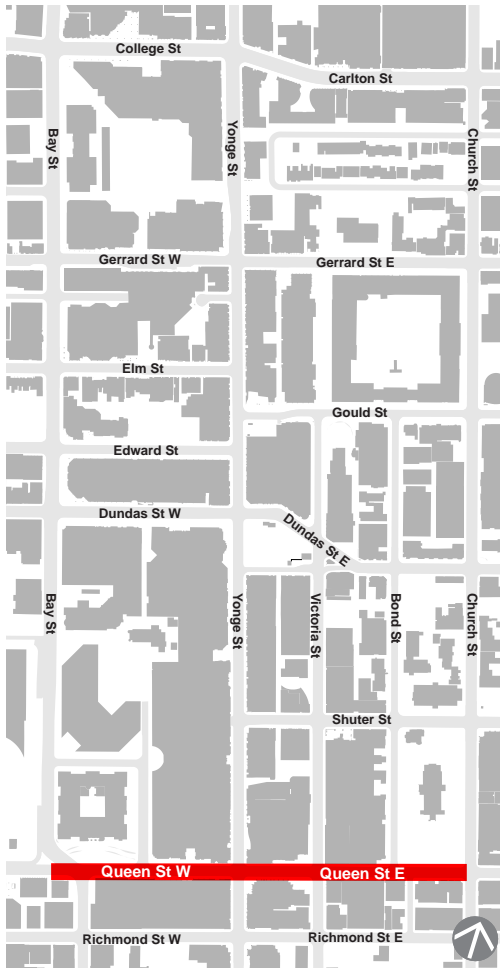 College St
Carlton St
Bay St
Yonge St
Church St
Gerrard St W
Gerrard St E
Elm St
Gould St
Edward St
Dundas St W
Dundas St E
Bay St
Yonge St
Victoria St
Bond St
Church St
Shuter St
Queen St W
Queen St E
Richmond St W
Richmond St E